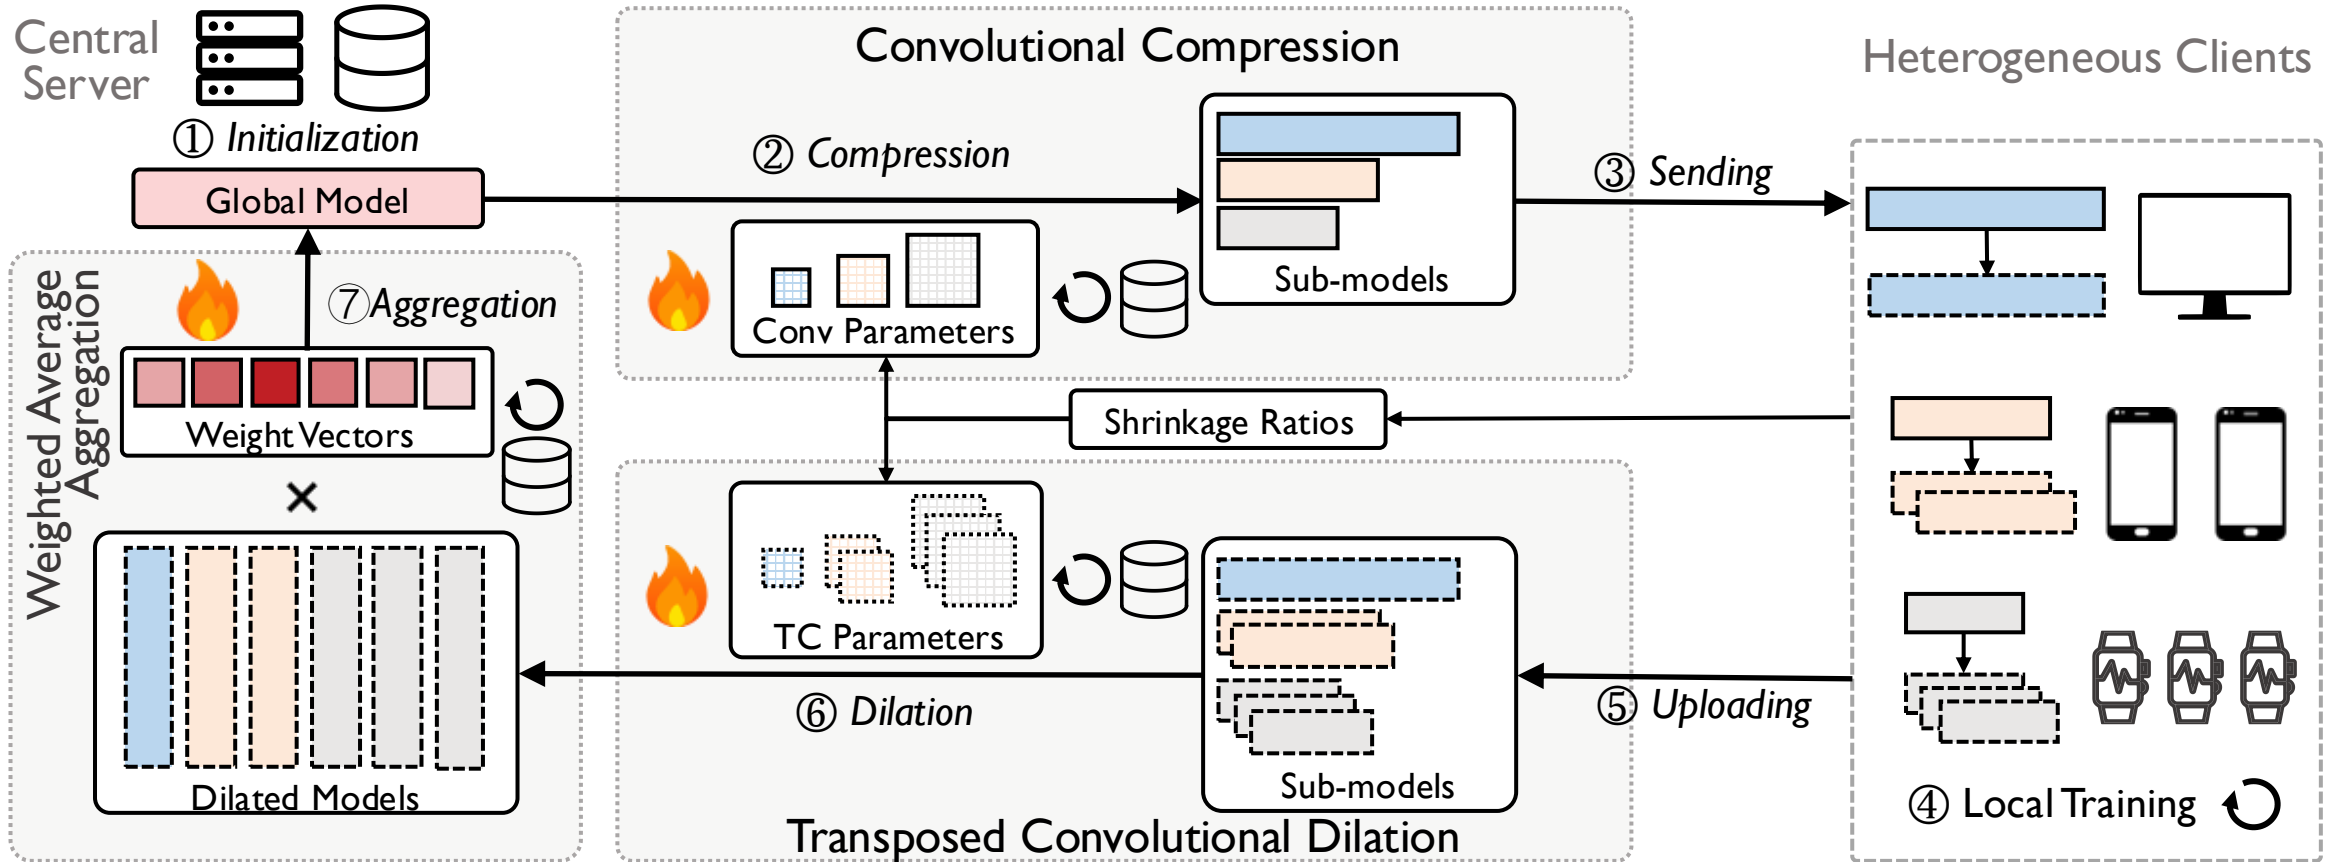 Central
Server
① Initialization
Global Model
Convolutional Compression
② Compression
Sub-models
Conv Parameters
③ Sending
Heterogeneous Clients
Shrinkage Ratios
④ Local Training
⑤ Uploading
Sub-models
TC Parameters
⑥ Dilation
Transposed Convolutional Dilation
Weighted Average
Aggregation
⑦Aggregation
Weight Vectors
×
Dilated Models